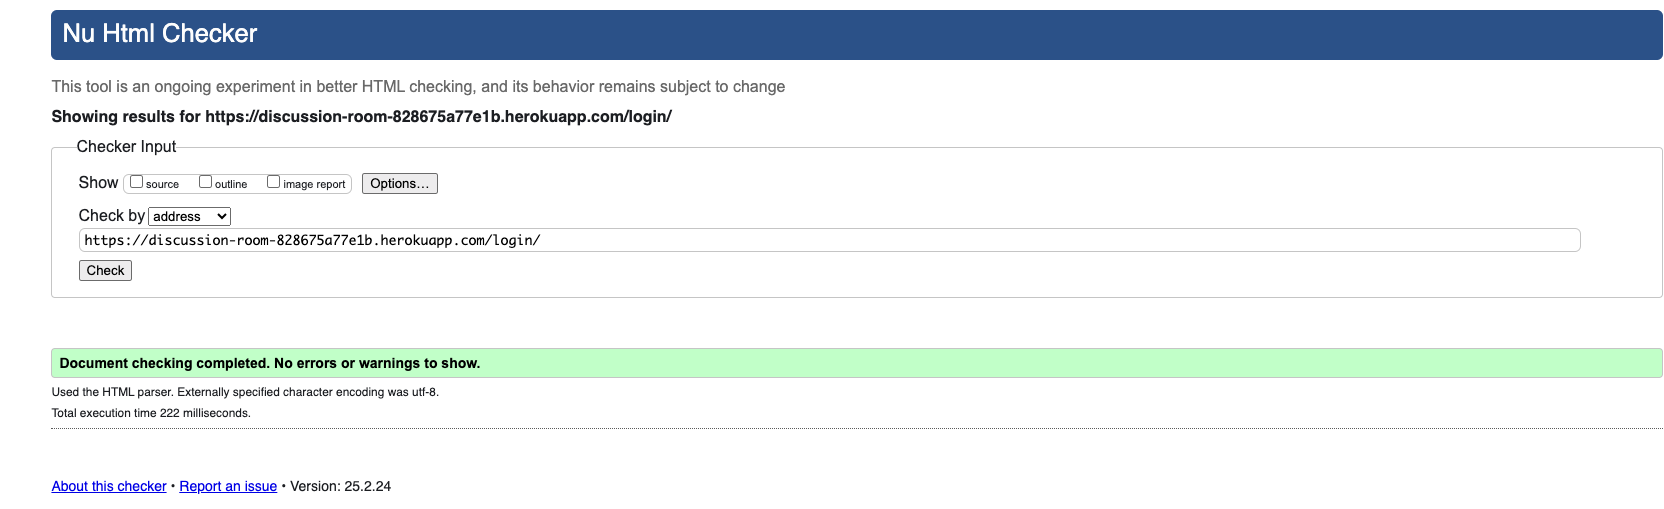 Nu Html Checker
This tool is an ongoing experiment in better HTML checking, and its behavior remains subject to change
Showing results for https://discussion-room-828675a77e1b.herokuapp.com/login/
Checker Input
Show source outline image report Options...
Check by address
https://discussion-room-828675a77e1b.herokuapp.com/login/
Check
Document checking completed. No errors or warnings to show.
Used the HTML parser. Externally specified character encoding was utf-8.
Total execution time 222 milliseconds.
About this checker • Report an issue • Version: 25.2.24